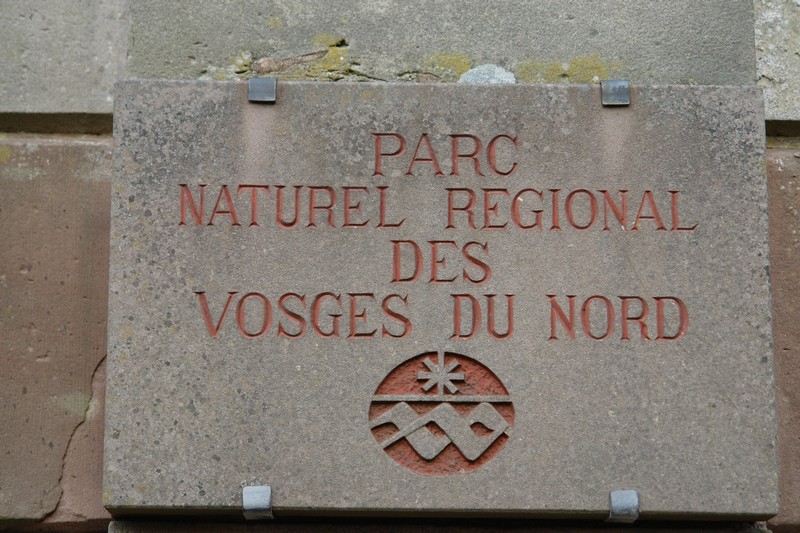 PARC
NATUREL REGIONAL
DES
VOSGES DU NORD